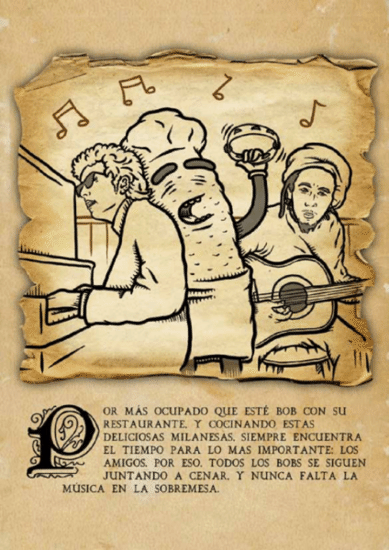 POR MÁS OCUPADO QUE ESTÉ BOB CON SU
RESTAURANTE, Y COCINANDO ESTAS
DELICIOSAS MILANESAS, SIEMPRE ENCUENTRA
EL TIEMPO PARA LO MAS IMPORTANTE: LOS
AMIGOS. POR ESO, TODOS LOS BOBS SE SIGUEN
JUNTANDO A CENAR, Y NUNCA FALTA LA
MÚSICA EN LA SOBREMESA.